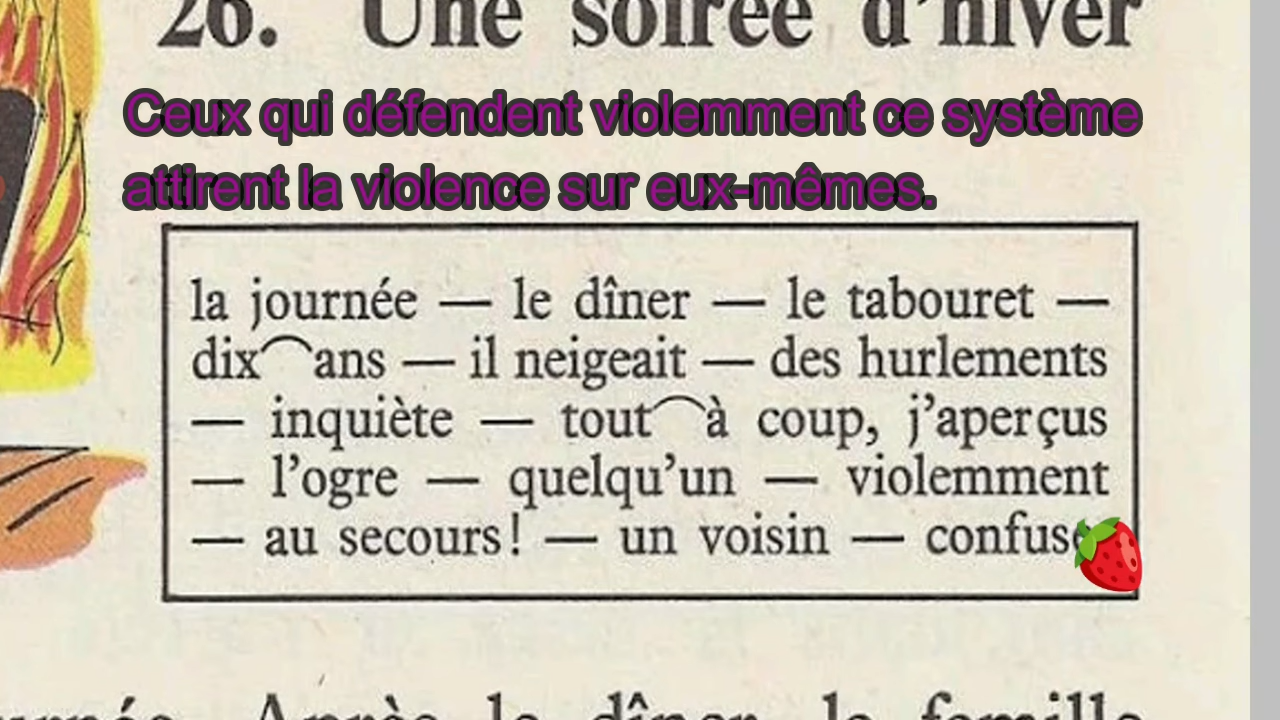 26. Une soirée d'hiver
Ceux qui défendent violemment ce système
attirent la violence sur eux-mêmes.
la journée — le dîner — le tabouret —
dix‿ans — il neigeait — des hurlements
— inquiète — tout‿à coup, j'aperçus
— l'ogre — quelqu'un — violemment
— au secours! — un voisin — confuse
Après le dîner, la famille